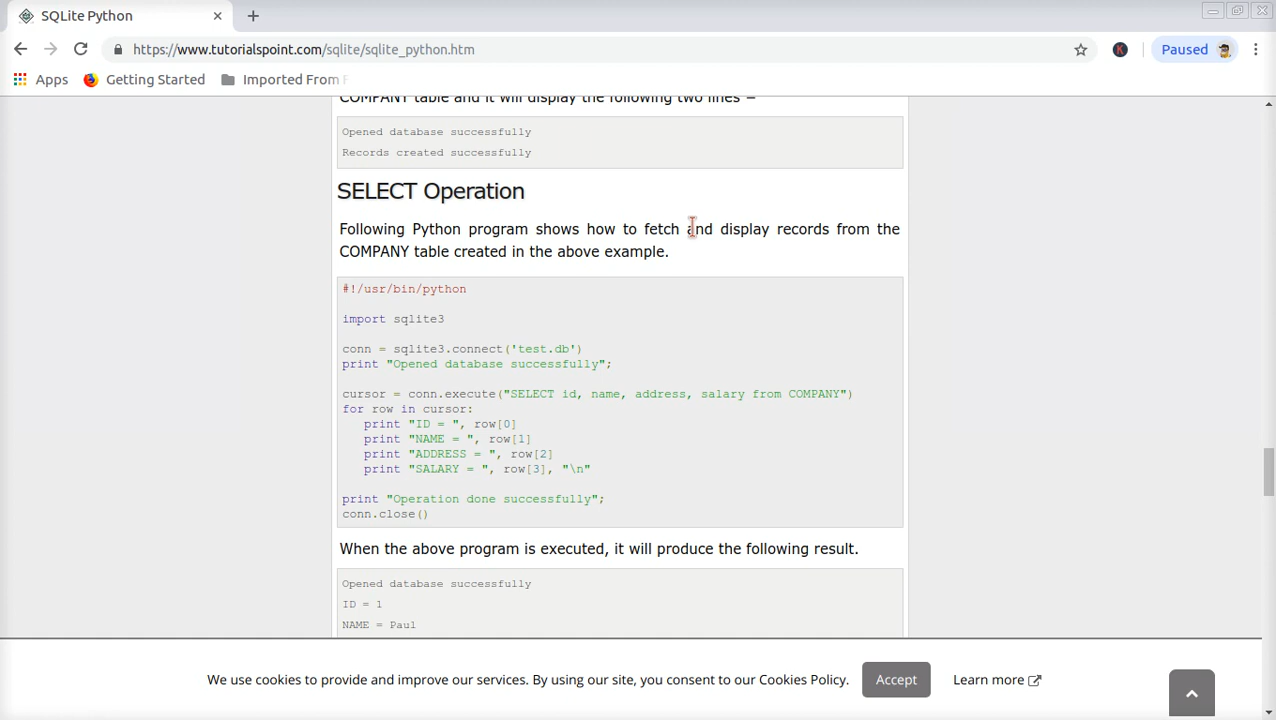 SQLite Python
https://www.tutorialspoint.com/sqlite/sqlite_python.htm
K
Paused
Apps
Getting Started
Imported From F
COMPANY table and it will display the following two lines −
Opened database successfully
Records created successfully
SELECT Operation
Following Python program shows how to fetch and display records from the
COMPANY table created in the above example.
#!/usr/bin/python
import sqlite3
conn = sqlite3.connect('test.db')
print "Opened database successfully";
cursor = conn.execute("SELECT id, name, address, salary from COMPANY")
for row in cursor:
   print "ID = ", row[0]
   print "NAME = ", row[1]
   print "ADDRESS = ", row[2]
   print "SALARY = ", row[3], "\n"
print "Operation done successfully";
conn.close()
When the above program is executed, it will produce the following result.
Opened database successfully
ID = 1
NAME = Paul
We use cookies to provide and improve our services. By using our site, you consent to our Cookies Policy.
Accept
Learn more